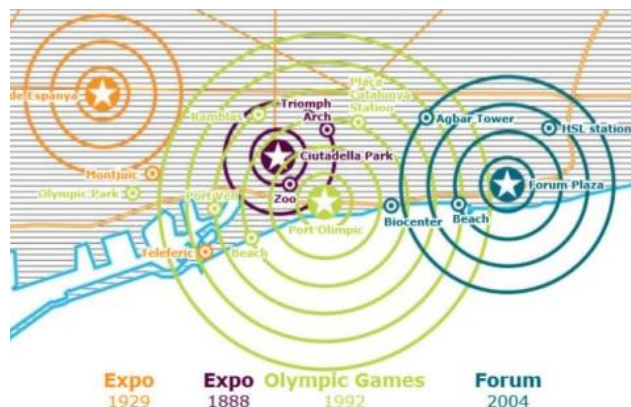 de Espanya
Montjuic
Olympic Park
Teleferic
Ramblas
Plaça
Catalunya
Station
Triomph
Arch
Ciutadella Park
Zoo
Port Vell
Port Olimpic
Beach
Agbar Tower
HSL station
Forum Plaza
Biocenter
Beach
Expo
1929
Expo
1888
Olympic Games
1992
Forum
2004